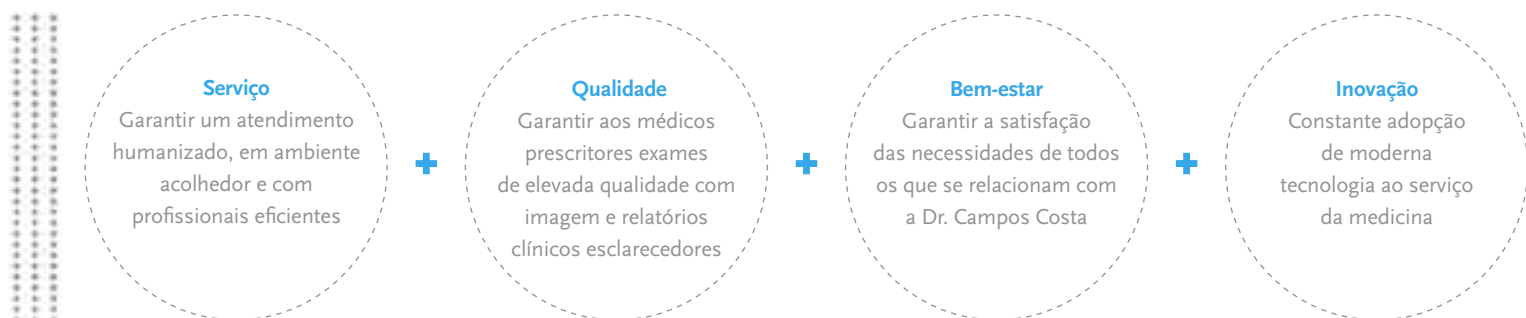 Serviço
Garantir um atendimento
humanizado, em ambiente
acolhedor e com
profissionais eficientes
+
Qualidade
Garantir aos médicos
prescritores exames
de elevada qualidade com
imagem e relatórios
clínicos esclarecedores
+
Bem-estar
Garantir a satisfação
das necessidades de todos
os que se relacionam com
a Dr. Campos Costa
+
Inovação
Constante adopção
de moderna
tecnologia ao serviço
da medicina